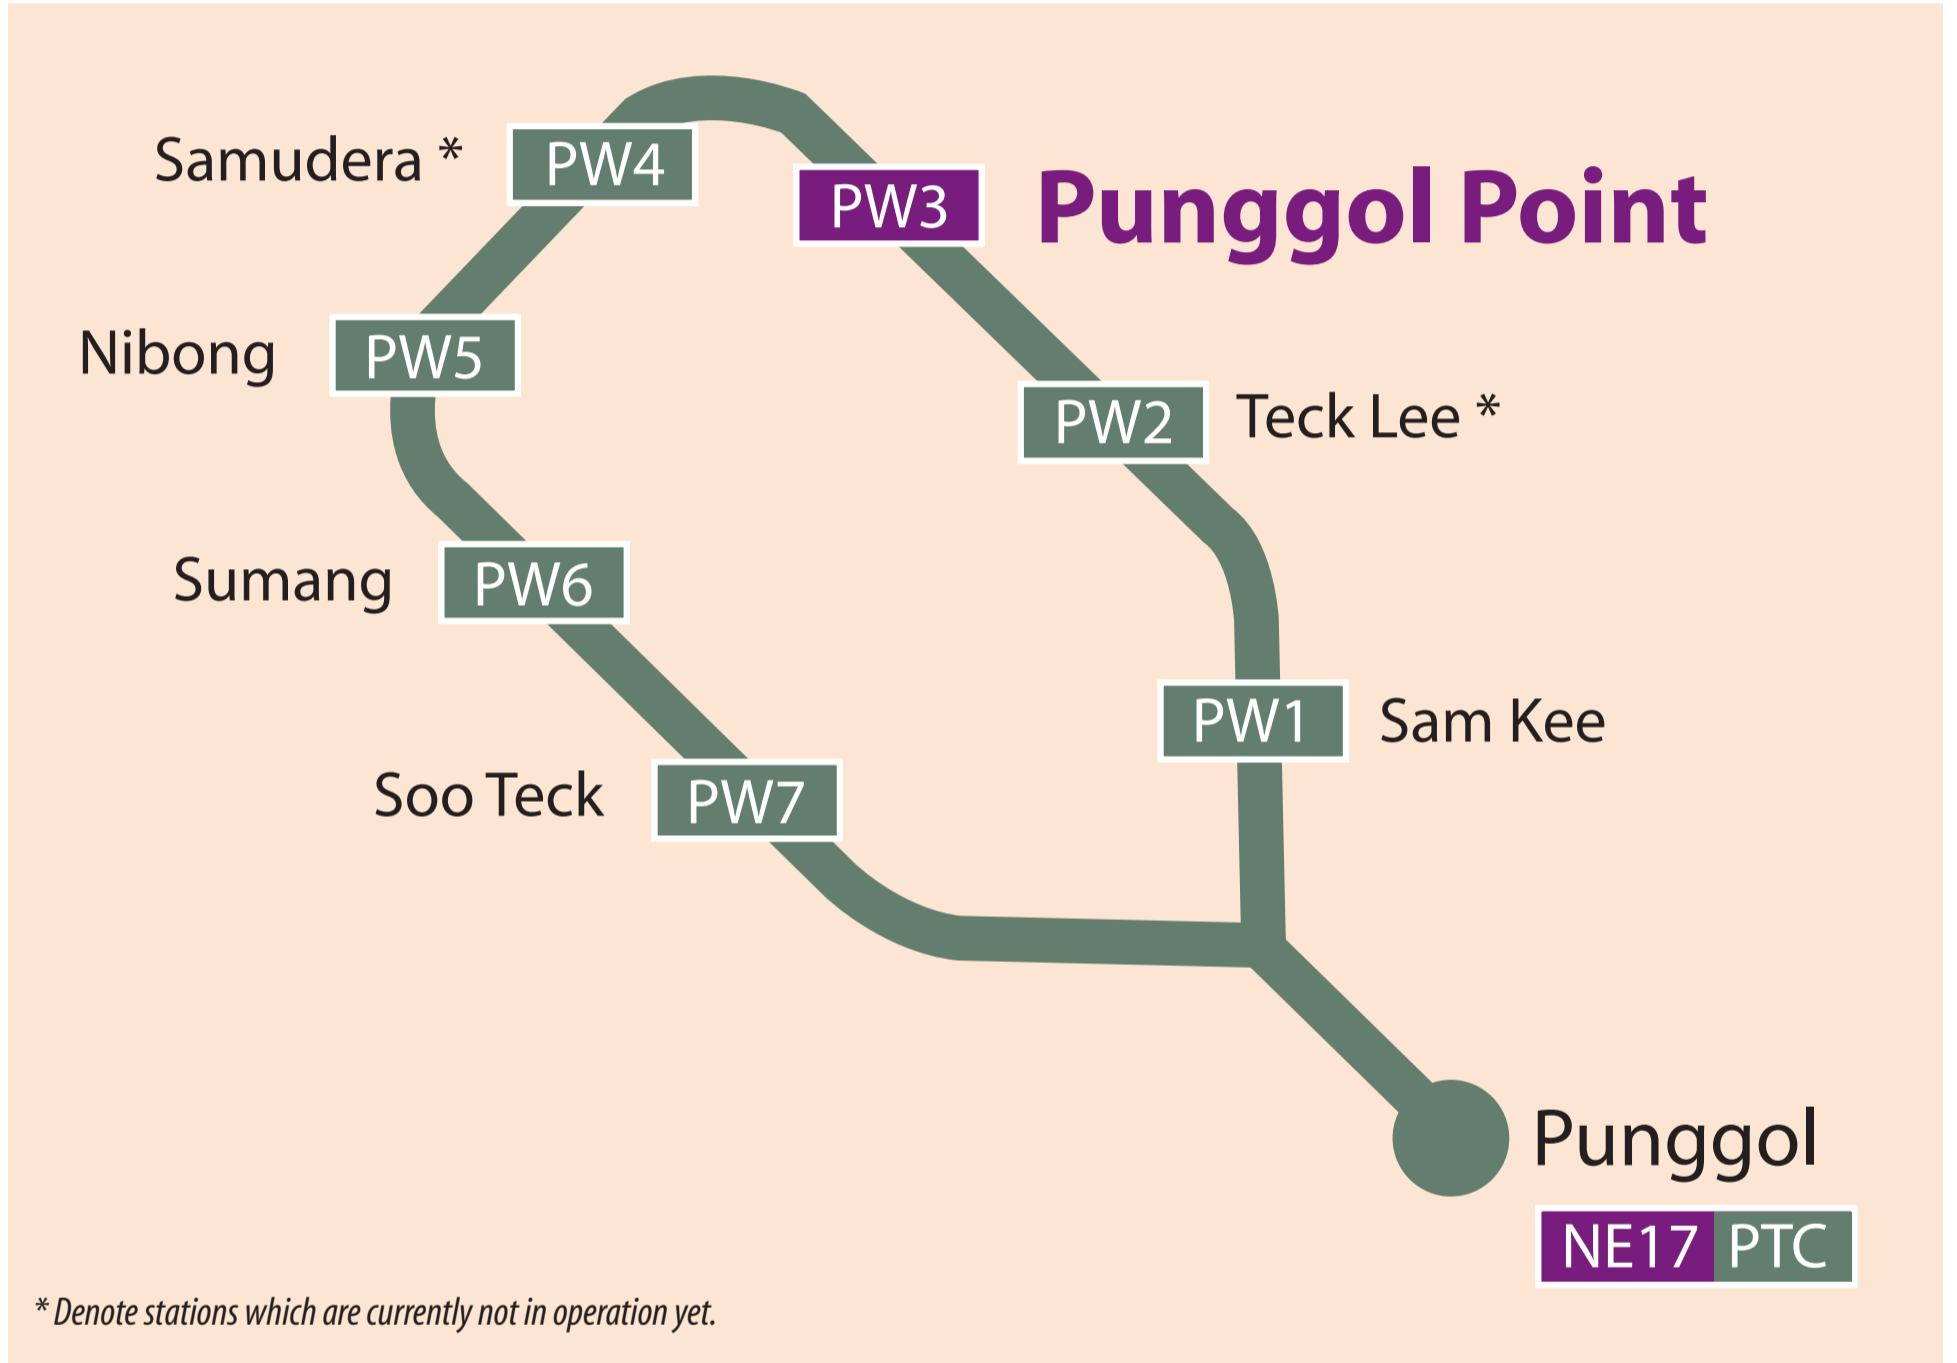 Samudera * PW4
PW3 Punggol Point
Nibong PW5
PW2 Teck Lee *
Sumang PW6
PW1 Sam Kee
Soo Teck PW7
Punggol
NE17 PTC
* Denote stations which are currently not in operation yet.